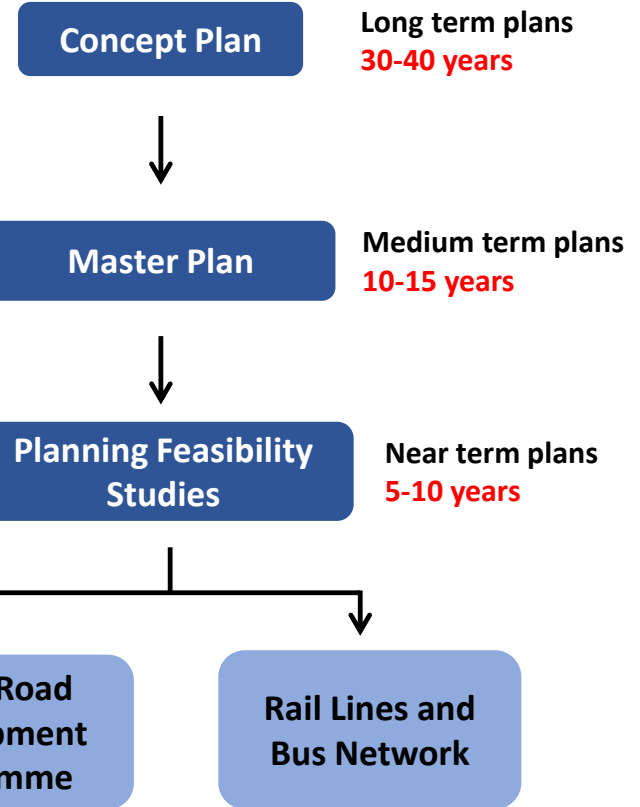 Concept Plan
Long term plans
30-40 years
Master Plan
Medium term plans
10-15 years
Planning Feasibility
Studies
Near term plans
5-10 years
Road
Rail Lines and
Bus Network